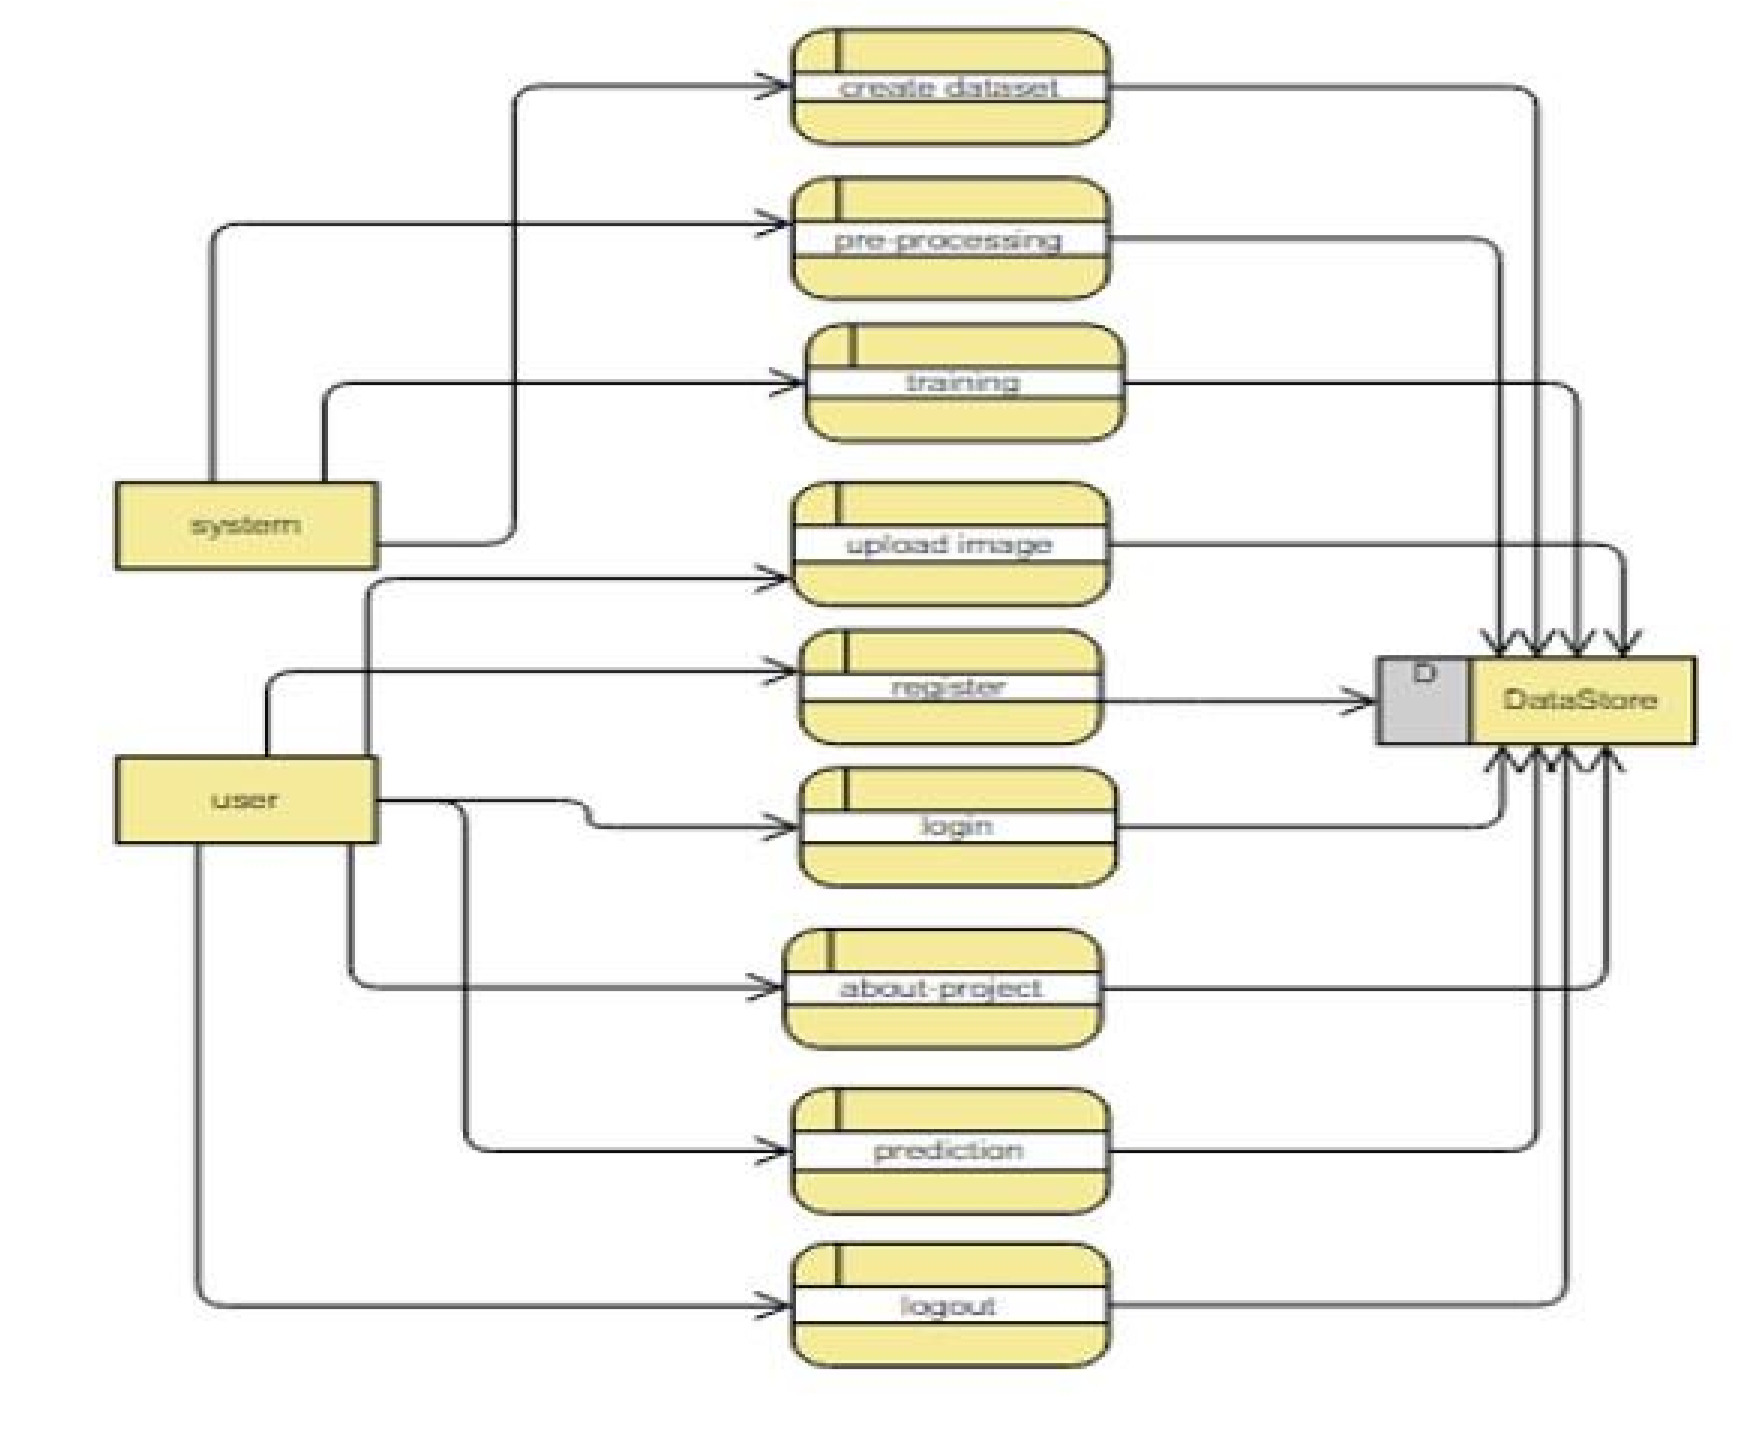 create dataset
pre-processing
training
system
upload image
register
D
DataStore
user
login
about-project
prediction
logout